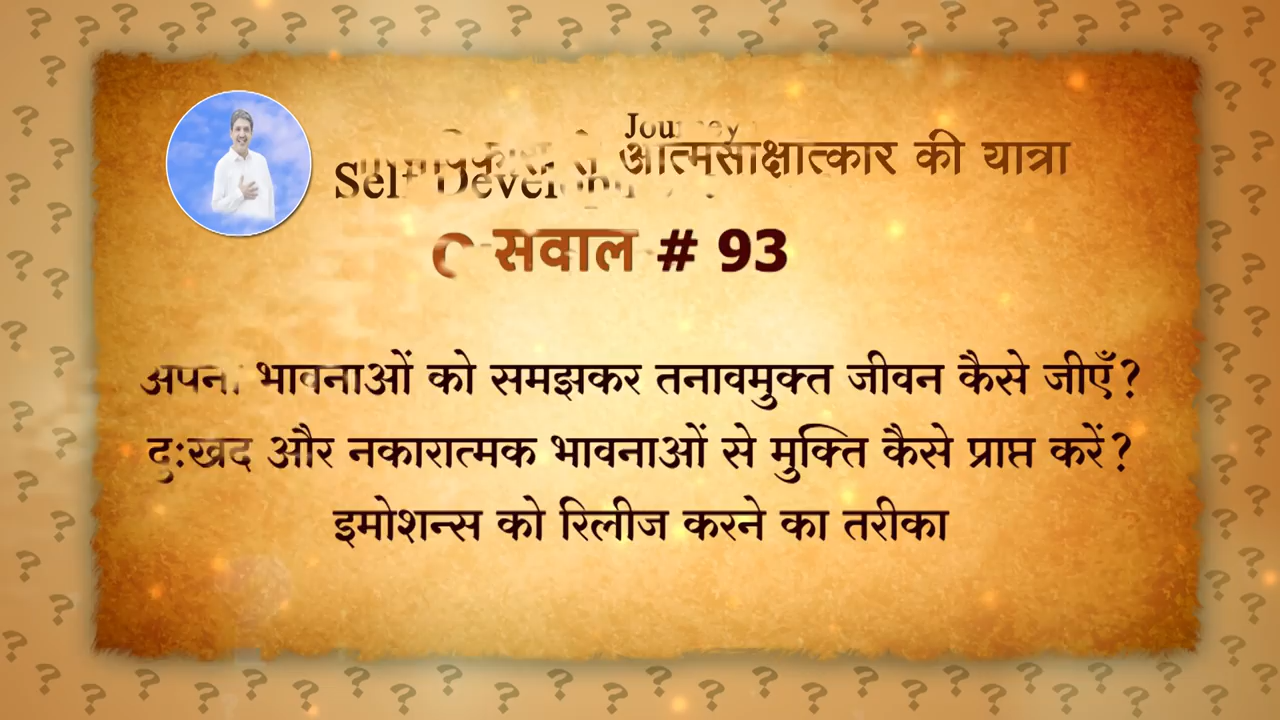 आत्मसाक्षात्कार की यात्रा
सवाल # 93
भावनाओं को समझकर तनावमुक्त जीवन कैसे जीएँ?
दुःखद और नकारात्मक भावनाओं से मुक्ति कैसे प्राप्त करें?
इमोशन्स को रिलीज करने का तरीका